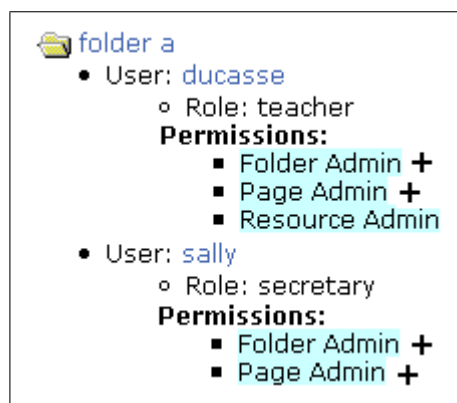 folder a
• User: ducasse
○ Role: teacher
Permissions:
▪ Folder Admin +
▪ Page Admin +
▪ Resource Admin
• User: sally
○ Role: secretary
Permissions:
▪ Folder Admin +
▪ Page Admin +